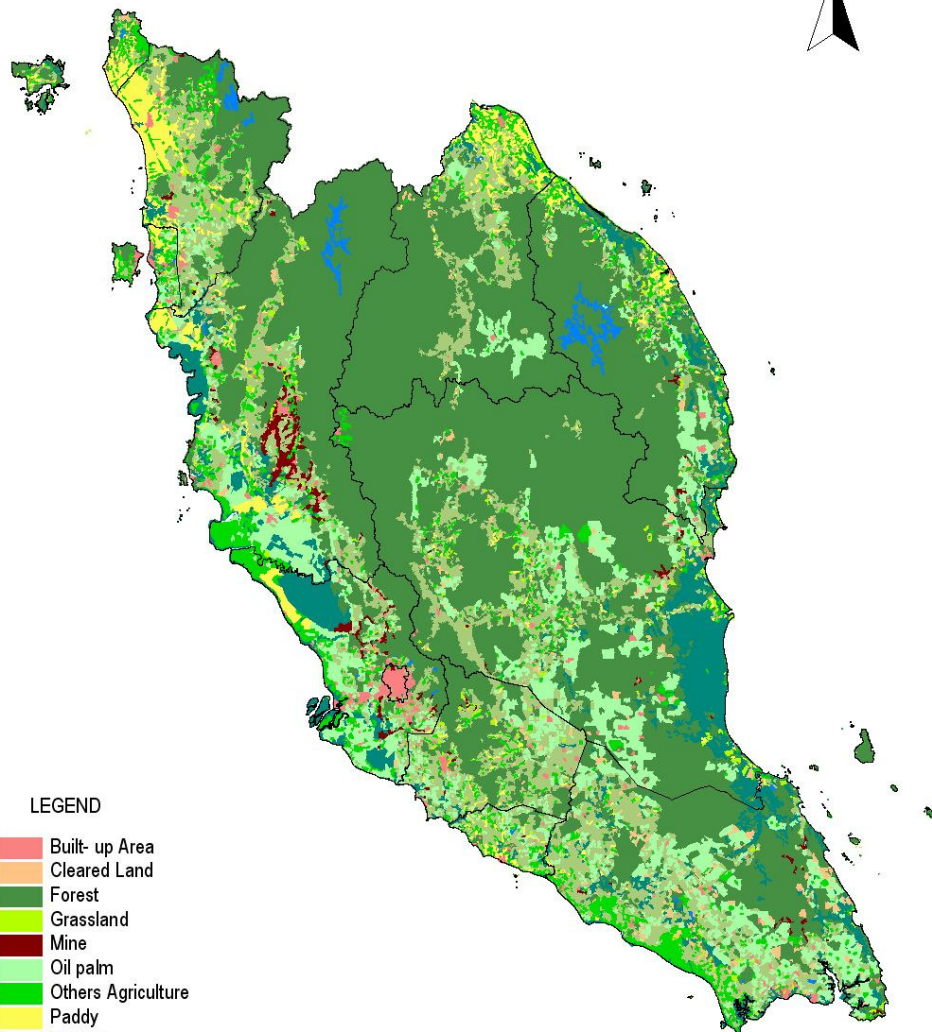 LEGEND
Built- up Area
Cleared Land
Forest
Grassland
Mine
Oil palm
Others Agriculture
Paddy